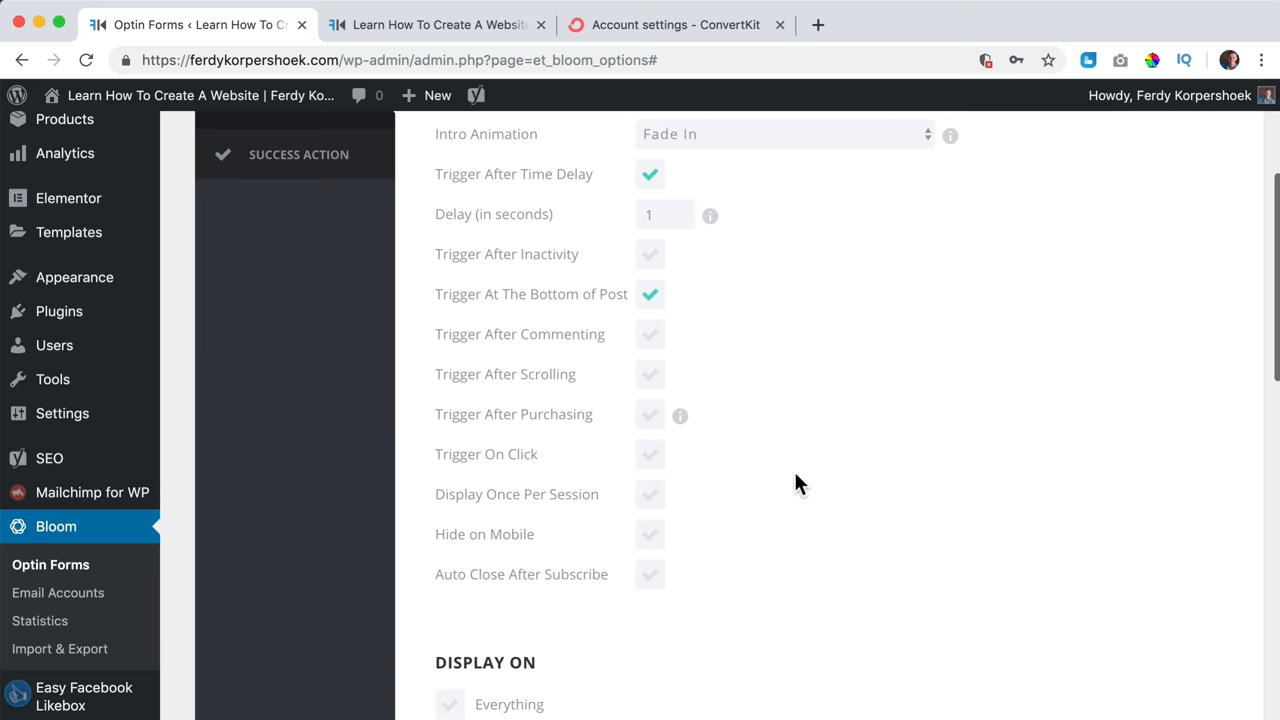 Optin Forms ‹ Learn How To C
Learn How To Create A Website
Account settings - ConvertKit
https://ferdykorpershoek.com/wp-admin/admin.php?page=et_bloom_options#
IQ
Learn How To Create A Website | Ferdy Ko...
0
New
Howdy, Ferdy Korpershoek
Products
Analytics
Elementor
Templates
Appearance
Plugins
Users
Tools
Settings
SEO
Mailchimp for WP
Bloom
Optin Forms
Email Accounts
Statistics
Import & Export
Easy Facebook
Likebox
SUCCESS ACTION
Intro Animation
Fade In
Trigger After Time Delay
Delay (in seconds)
1
Trigger After Inactivity
Trigger At The Bottom of Post
Trigger After Commenting
Trigger After Scrolling
Trigger After Purchasing
Trigger On Click
Display Once Per Session
Hide on Mobile
Auto Close After Subscribe
DISPLAY ON
Everything